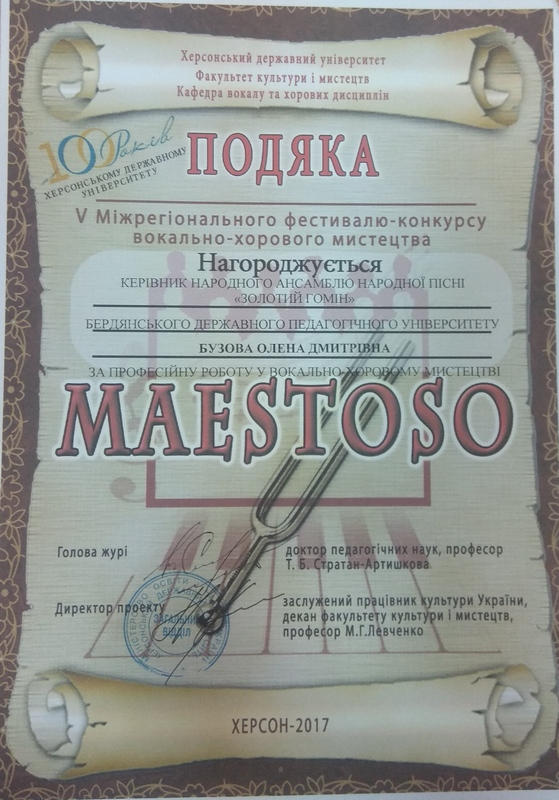 Херсонський державний університет
Факультет культури і мистецтв
Кафедра вокалу та хорових дисциплін
100 Років
ХЕРСОНСЬКОМУ ДЕРЖАВНОМУ
УНІВЕРСИТЕТУ
ПОДЯКА
V Міжрегіонального фестивалю-конкурсу
вокально-хорового мистецтва
Нагороджується
КЕРІВНИК НАРОДНОГО АНСАМБЛЮ НАРОДНОЇ ПІСНІ
«ЗОЛОТИЙ ГОМІН»
БЕРДЯНСЬКОГО ДЕРЖАВНОГО ПЕДАГОГІЧНОГО УНІВЕРСИТЕТУ
БУЗОВА ОЛЕНА ДМИТРІВНА
ЗА ПРОФЕСІЙНУ РОБОТУ У ВОКАЛЬНО-ХОРОВОМУ МИСТЕЦТВІ
MAESTOSO
Голова журі
доктор педагогічних наук, професор
Т. Б. Стратан-Артишкова
Директор проекту
заслужений працівник культури України,
декан факультету культури і мистецтв,
професор М.Г.Левченко
ЗАГАЛЬНИЙ
ВІДДІЛ
ХЕРСОН-2017